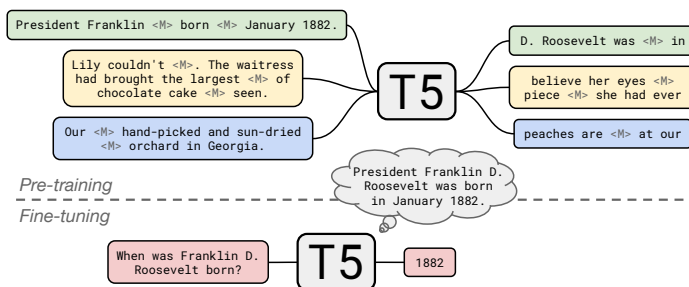 President Franklin <M> born <M> January 1882.
Lily couldn't <M>. The waitress
had brought the largest <M> of
chocolate cake <M> seen.
Our <M> hand-picked and sun-dried
<M> orchard in Georgia.
T5
D. Roosevelt was <M> in
believe her eyes <M>
piece <M> she had ever
peaches are <M> at our
Pre-training
President Franklin D.
Roosevelt was born
in January 1882.
Fine-tuning
When was Franklin D.
Roosevelt born?
T5
1882